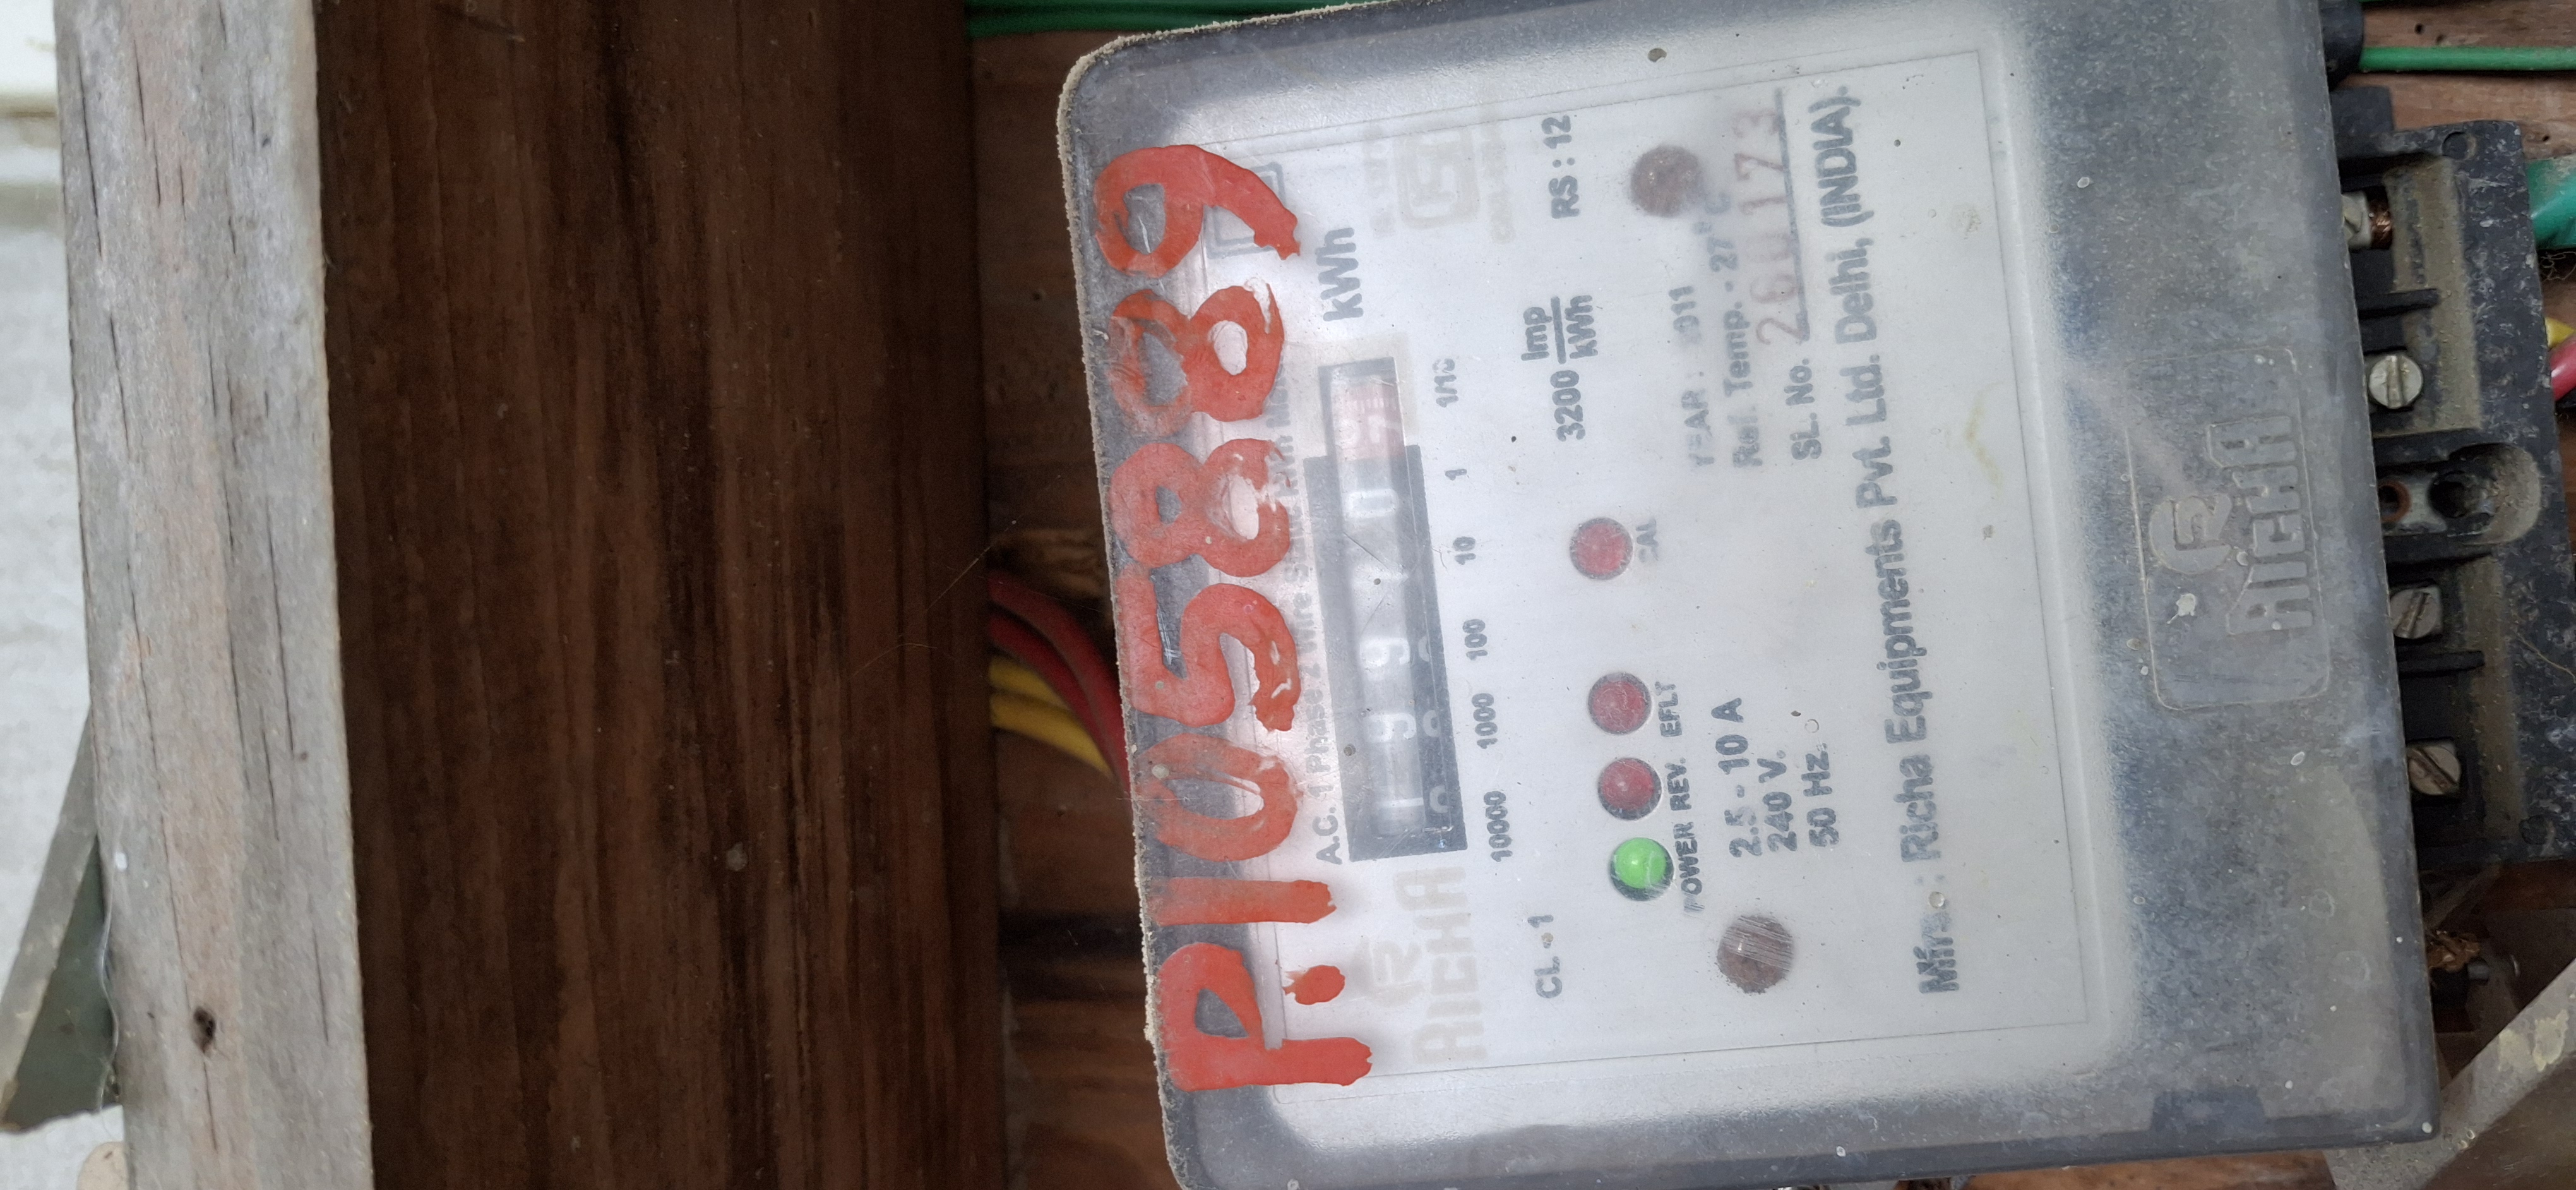 P.105889
A.C. 1 Phase 2 Wire
kWh
10000 1000 100 10 1 1/10
RICHA
CL.-1
3200 Imp/kWh
RS : 12
POWER REV. EFLT CAL
2.5 - 10 A
240 V.
50 Hz.
Ref. Temp. - 27°C
SL. No.
Mfrs. : Richa Equipments Pvt. Ltd. Delhi, (INDIA).
RICHA